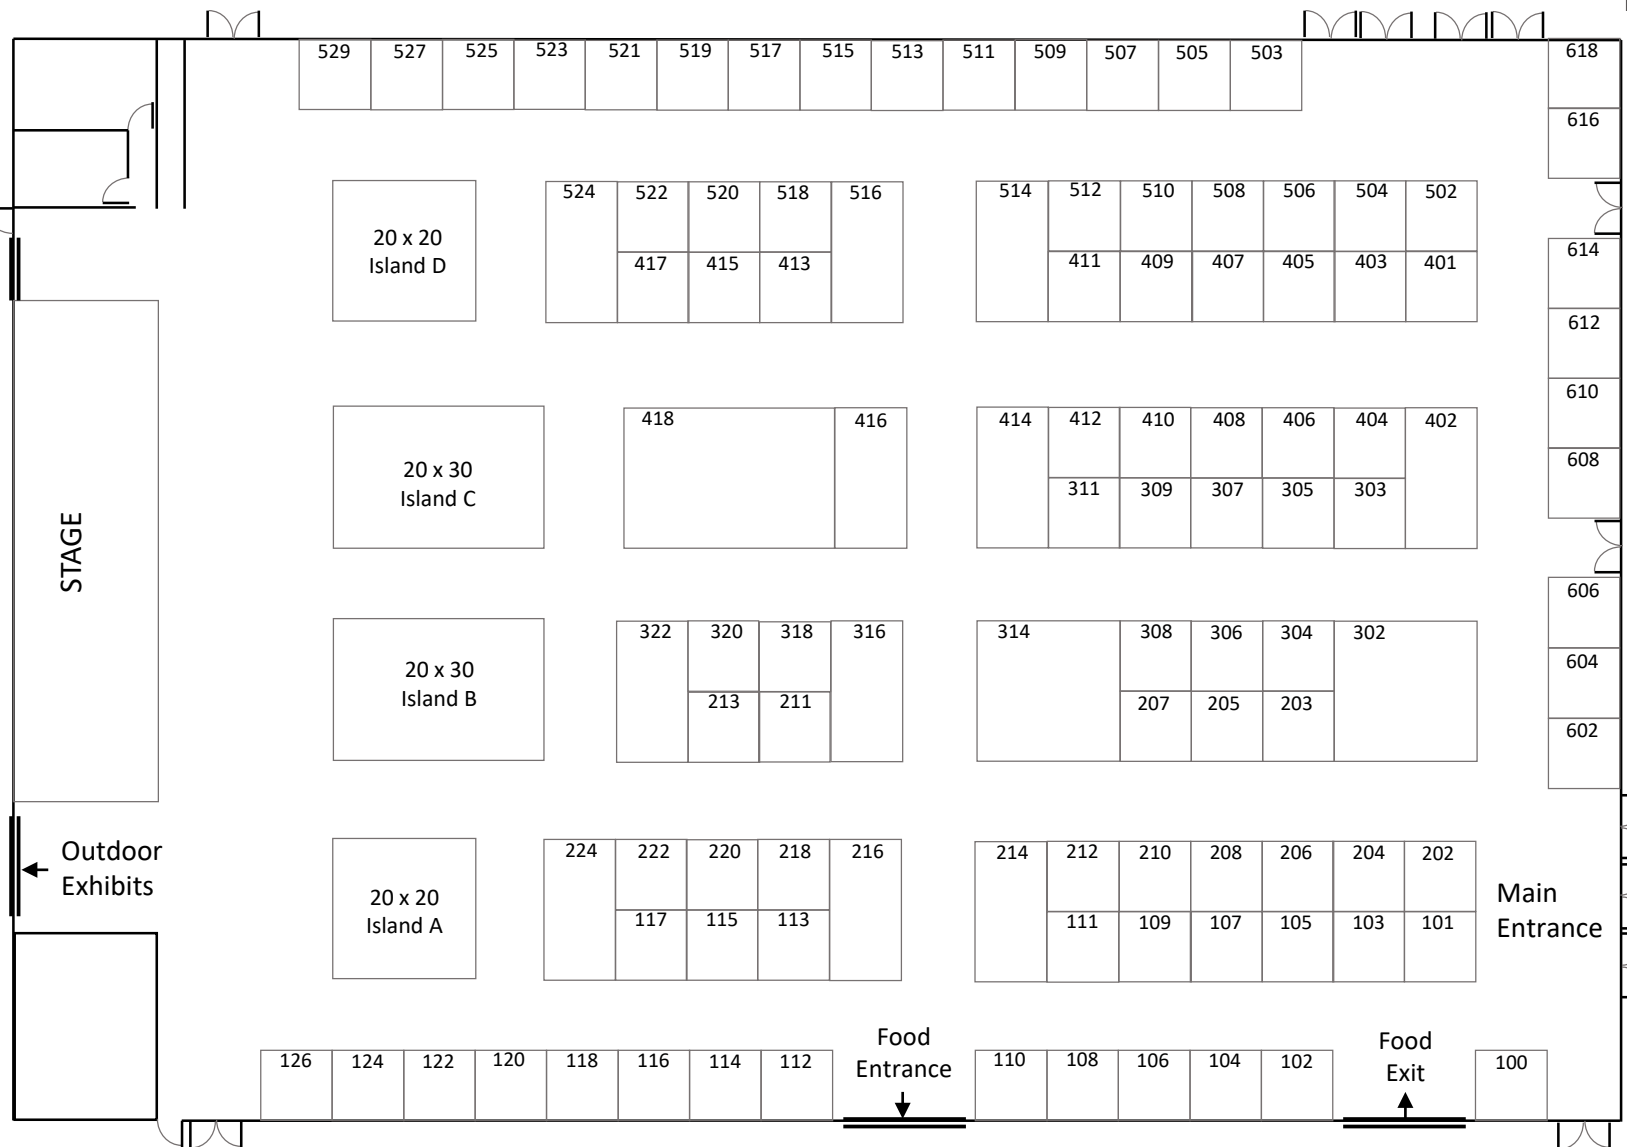 529 527 525 523 521 519 517 515 513 511 509 507 505 503 618
616
524 522 520 518 516 514 512 510 508 506 504 502
20 x 20
Island D
417 415 413 411 409 407 405 403 401
614
612
610
418 416 414 412 410 408 406 404 402
20 x 30
Island C
608
311 309 307 305 303
STAGE
606
322 320 318 316 314 308 306 304 302
604
20 x 30
Island B
213 211 207 205 203
602
Outdoor
Exhibits
224 222 220 218 216 214 212 210 208 206 204 202
20 x 20
Island A
117 115 113 111 109 107 105 103 101
Main
Entrance
Food
Entrance
Food
Exit
126 124 122 120 118 116 114 112 110 108 106 104 102 100